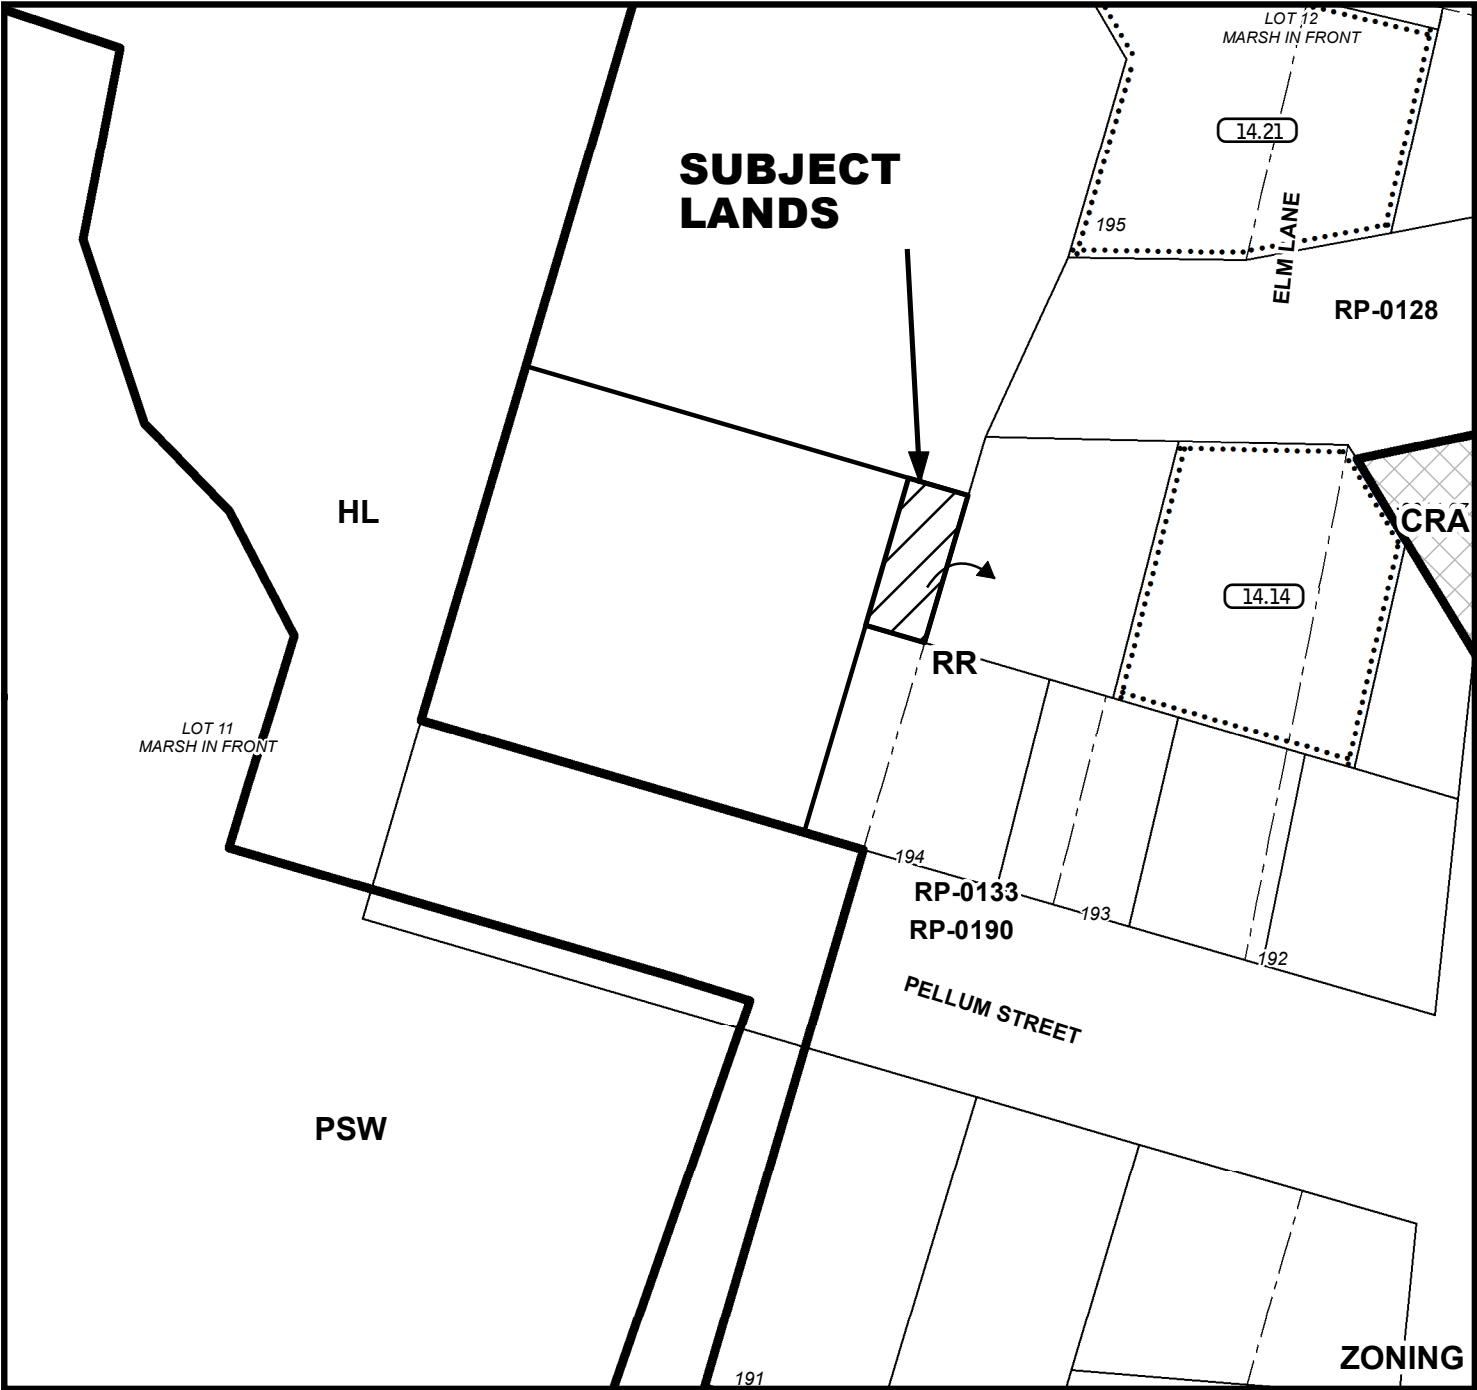 LOT 12
MARSH IN FRONT
14.21
SUBJECT
LANDS
195
ELM LANE
RP-0128
HL
CRA
14.14
RR
LOT 11
MARSH IN FRONT
194
RP-0133
193
RP-0190
192
PELLUM STREET
PSW
ZONING
191